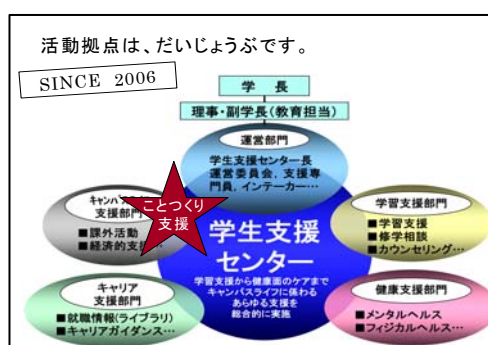 活動拠点は、だいじょうぶです。
SINCE 2006
学 長
理事・副学長(教育担当)
運営部門
学生支援センター長
運営委員会, 支援専
門員, インテーカー…
支援部門
■課外活動
■経済的支援
ことつくり
支援
学習支援部門
■学習支援
■修学相談
■カウンセリング…
学生支援
センター
学習支援から健康面のケアまで
キャンパスライフに係わる
あらゆる支援を
総合的に実施
キャリア
支援部門
■就職情報(ライブラリ)
■キャリアガイダンス…
健康支援部門
■メンタルヘルス
■フィジカルヘルス…